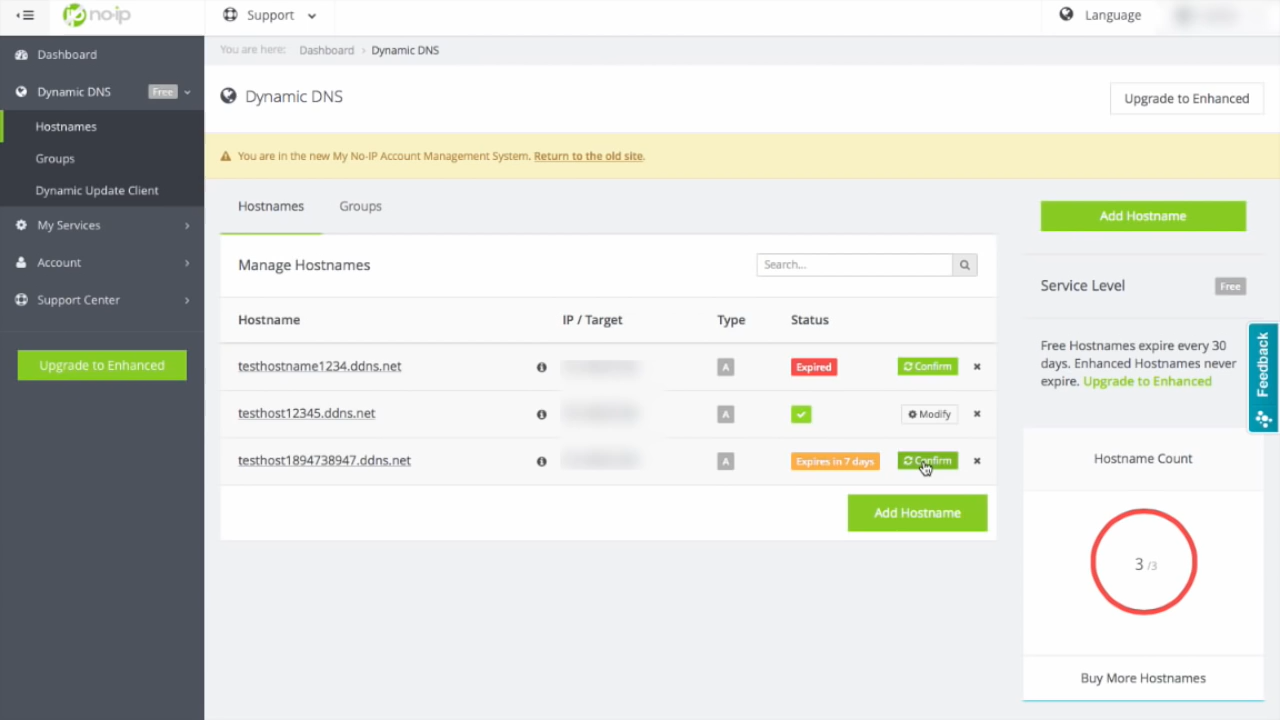 no-ip
Support
Language
Dashboard
Dynamic DNS Free
Hostnames
Groups
Dynamic Update Client
My Services
Account
Support Center
Upgrade to Enhanced
You are here: Dashboard > Dynamic DNS
Dynamic DNS
Upgrade to Enhanced
You are in the new My No-IP Account Management System. Return to the old site.
Hostnames Groups
Manage Hostnames
Search...
Hostname IP / Target Type Status
testhostname1234.ddns.net A Expired Confirm
testhost12345.ddns.net A Modify
testhost1894738947.ddns.net A Expires in 7 days Confirm
Add Hostname
Add Hostname
Service Level Free
Free Hostnames expire every 30
days. Enhanced Hostnames never
expire. Upgrade to Enhanced
Hostname Count
3 /3
Buy More Hostnames
Feedback